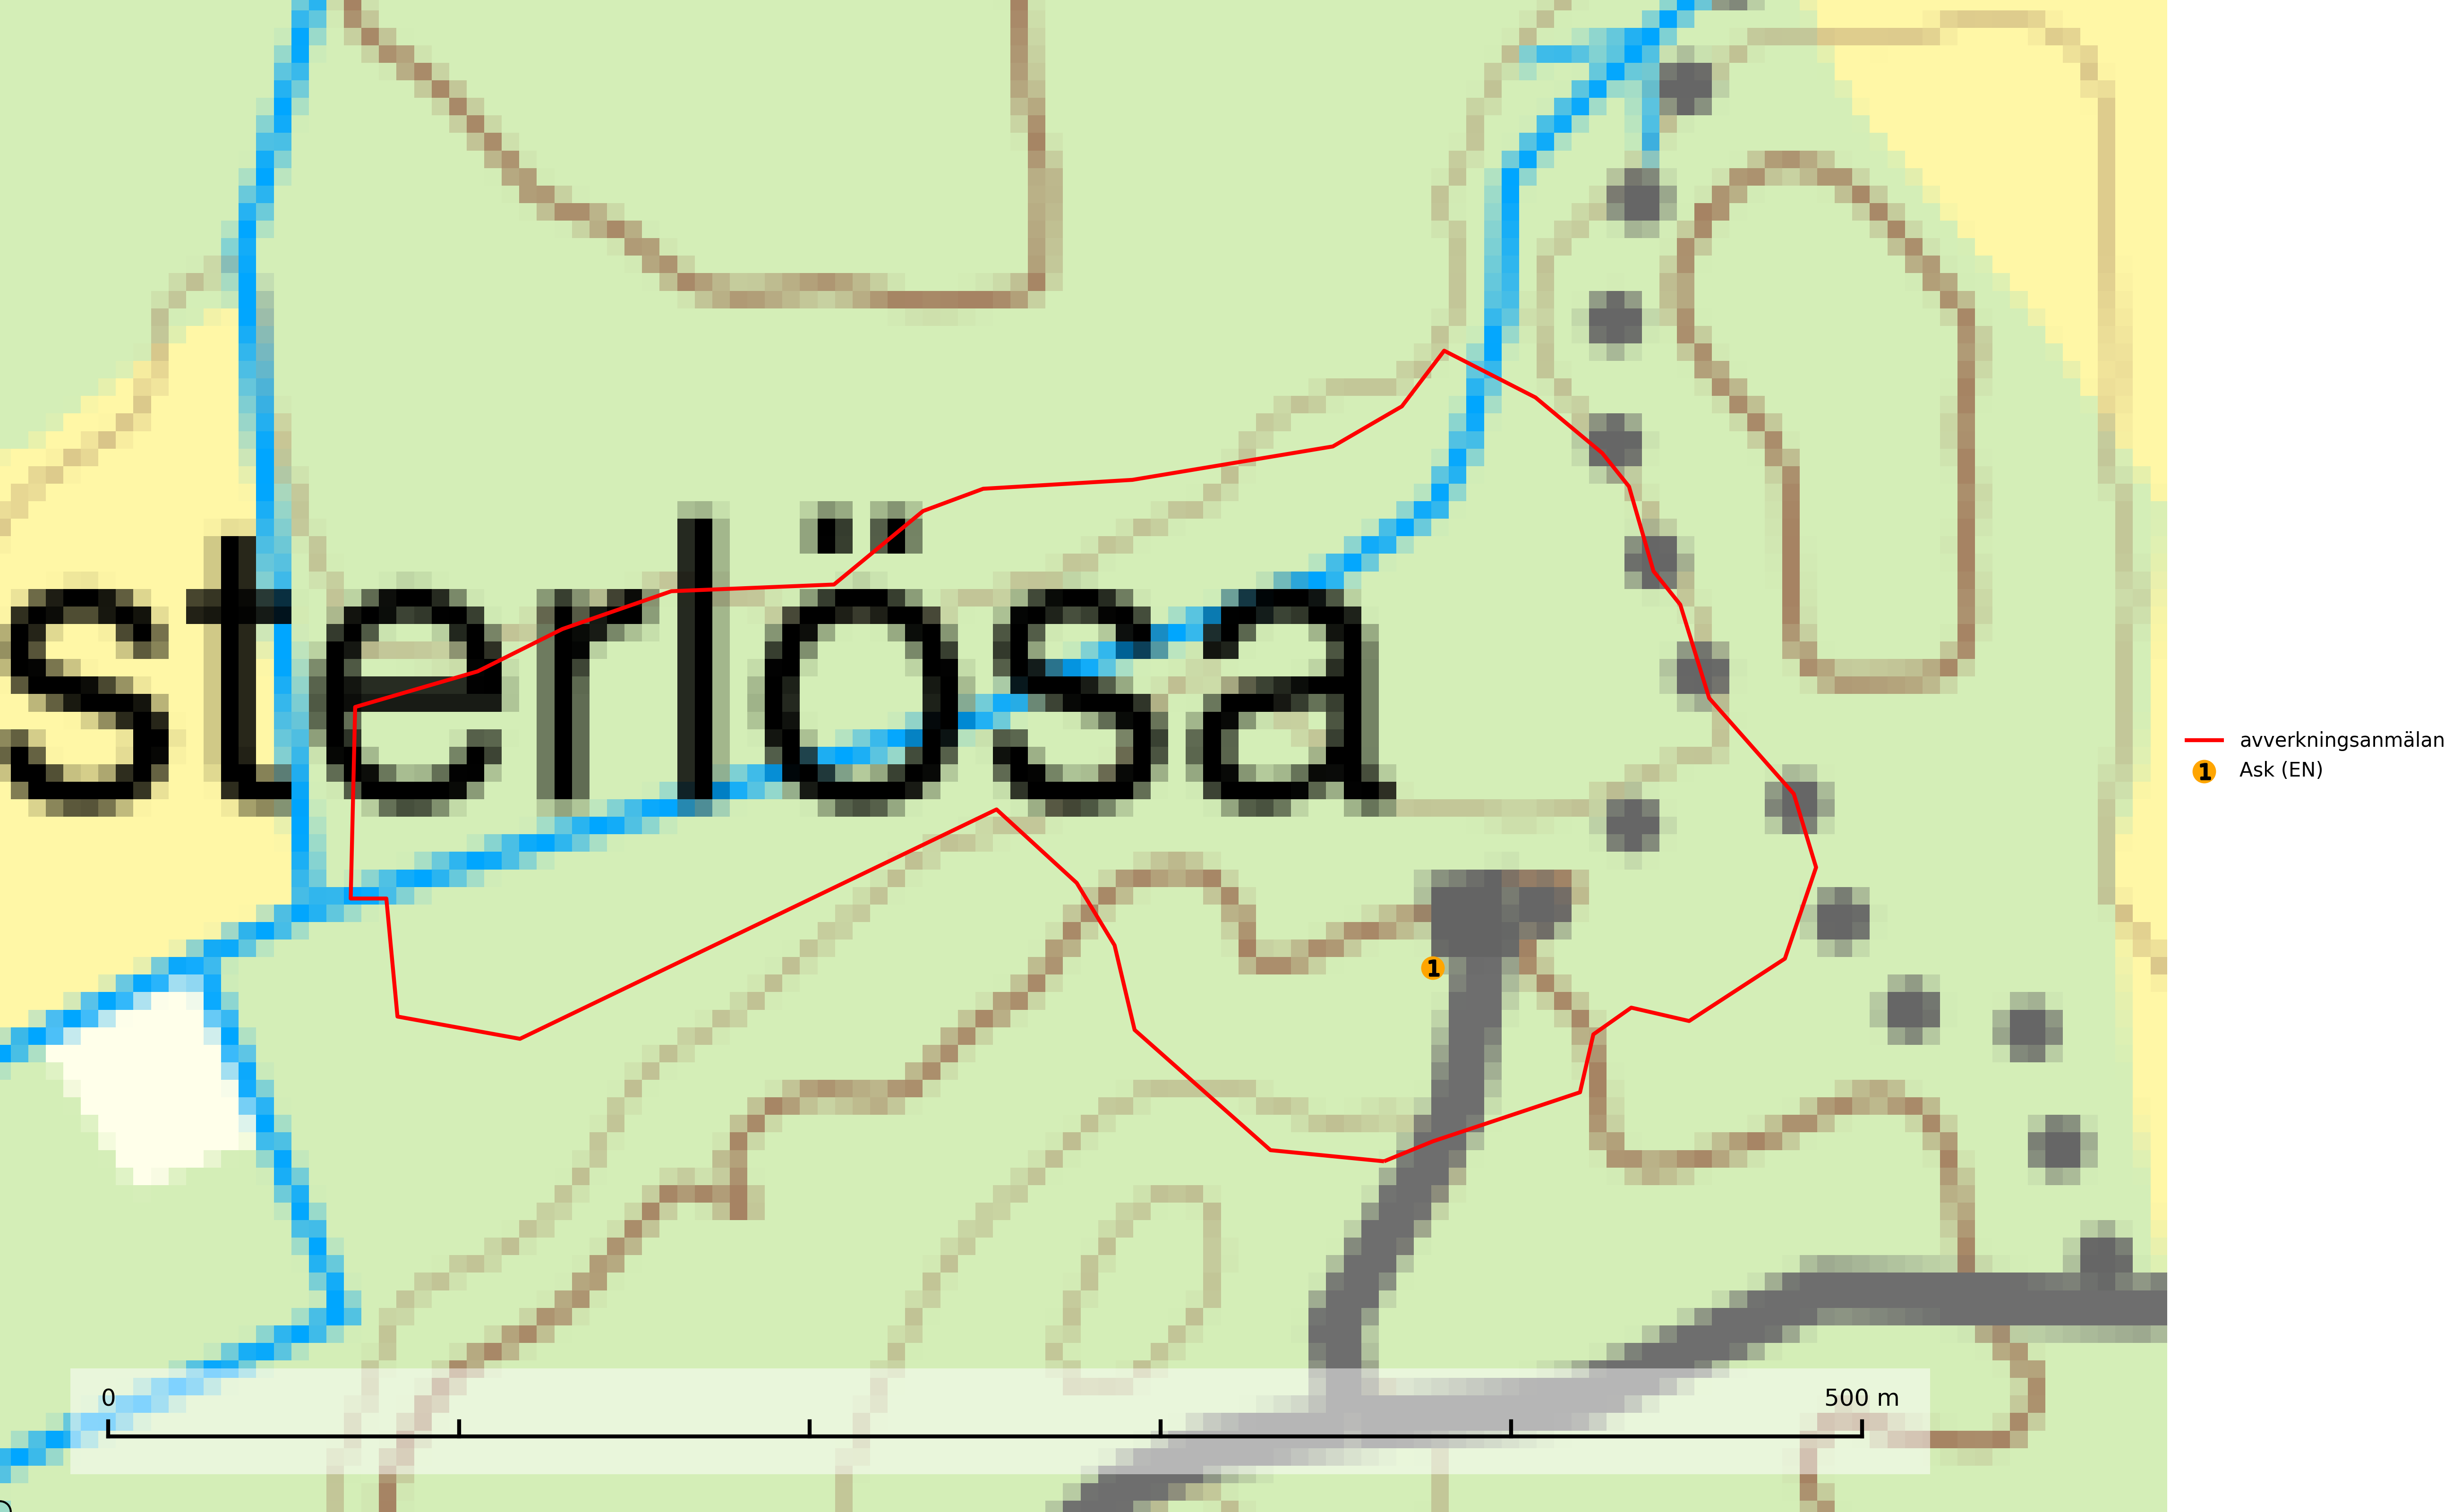 sterlösa
1
avverkningsanmälan
1 Ask (EN)
0 500 m